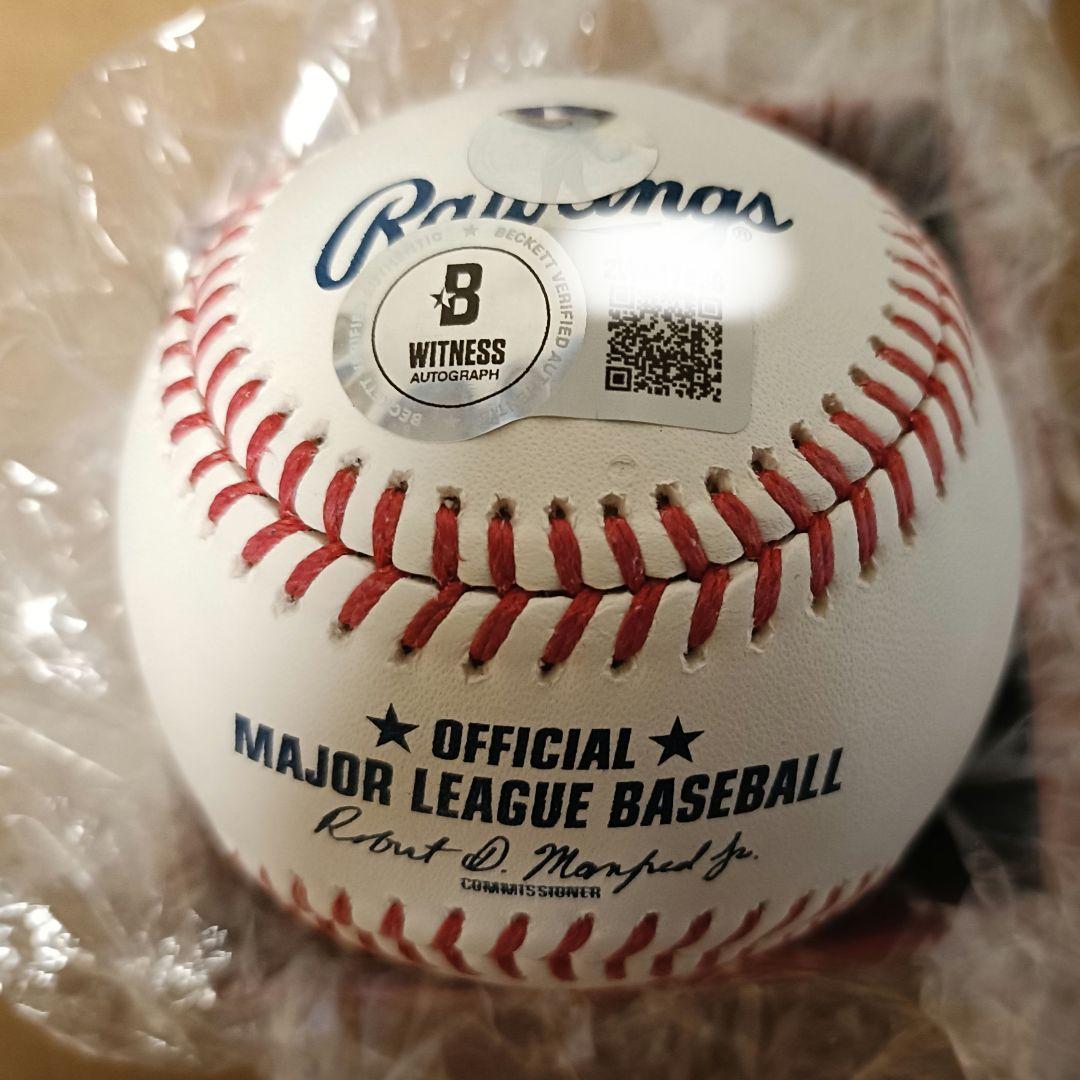 Rawlings
®
BECKETT VERIFIED
B
WITNESS
AUTOGRAPH
OFFICIAL
MAJOR LEAGUE BASEBALL
Robert D. Manfred Jr.
COMMISSIONER